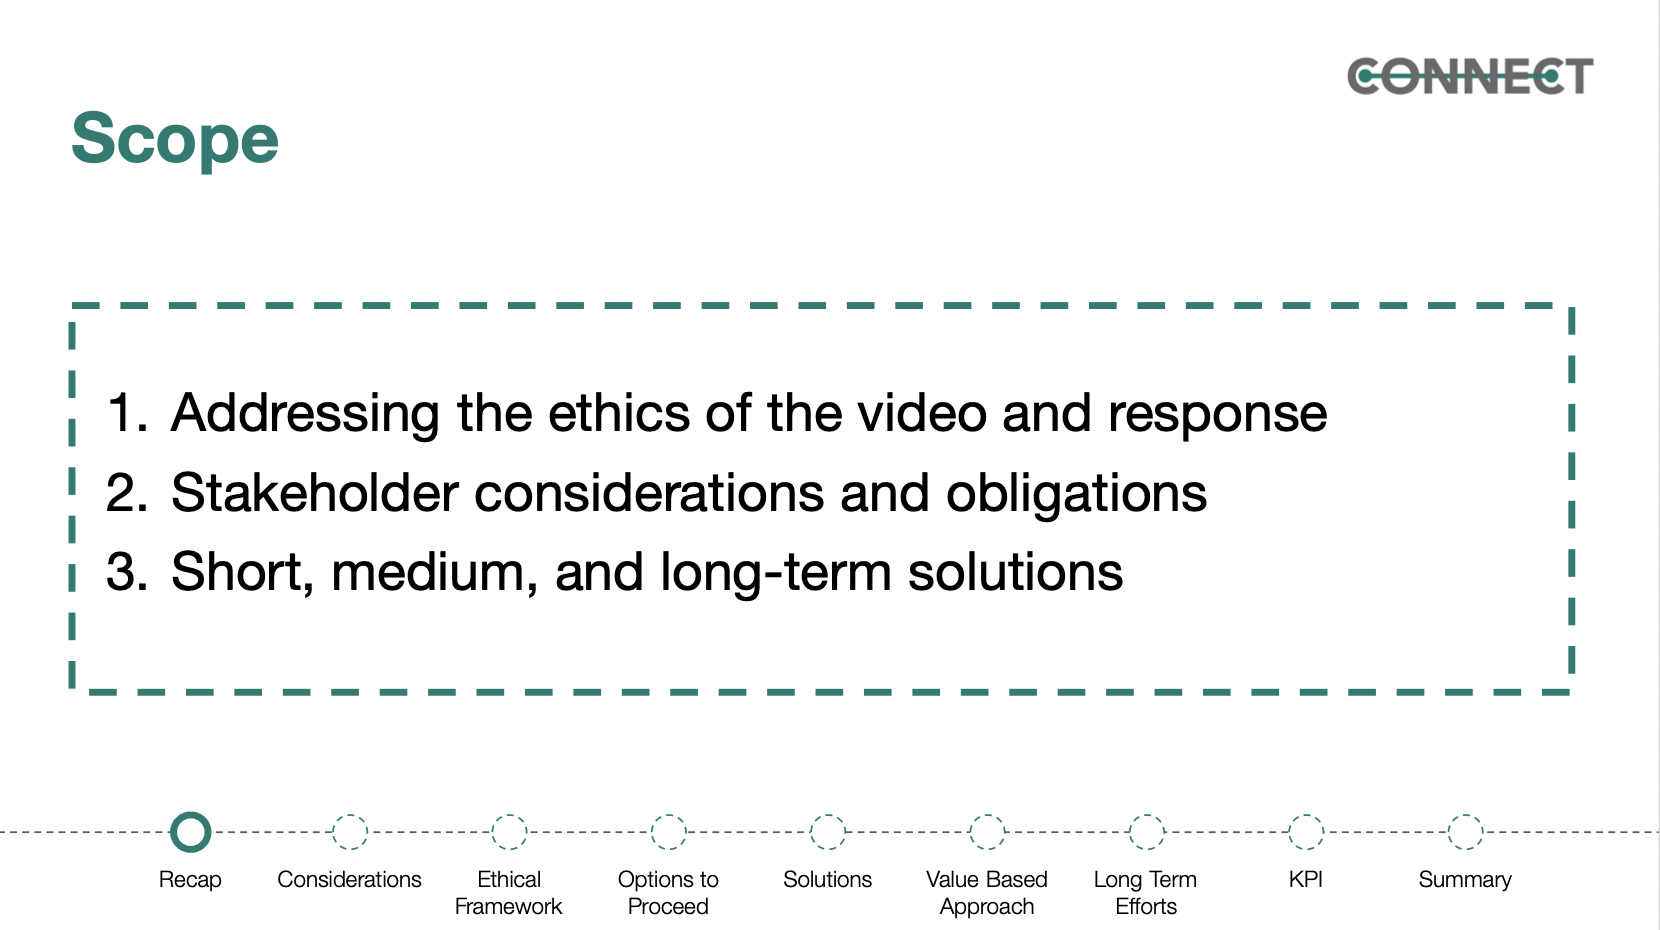 CONNECT
Scope
1. Addressing the ethics of the video and response
2. Stakeholder considerations and obligations
3. Short, medium, and long-term solutions
Recap
Considerations
Ethical
Framework
Options to
Proceed
Solutions
Value Based
Approach
Long Term
Efforts
KPI
Summary